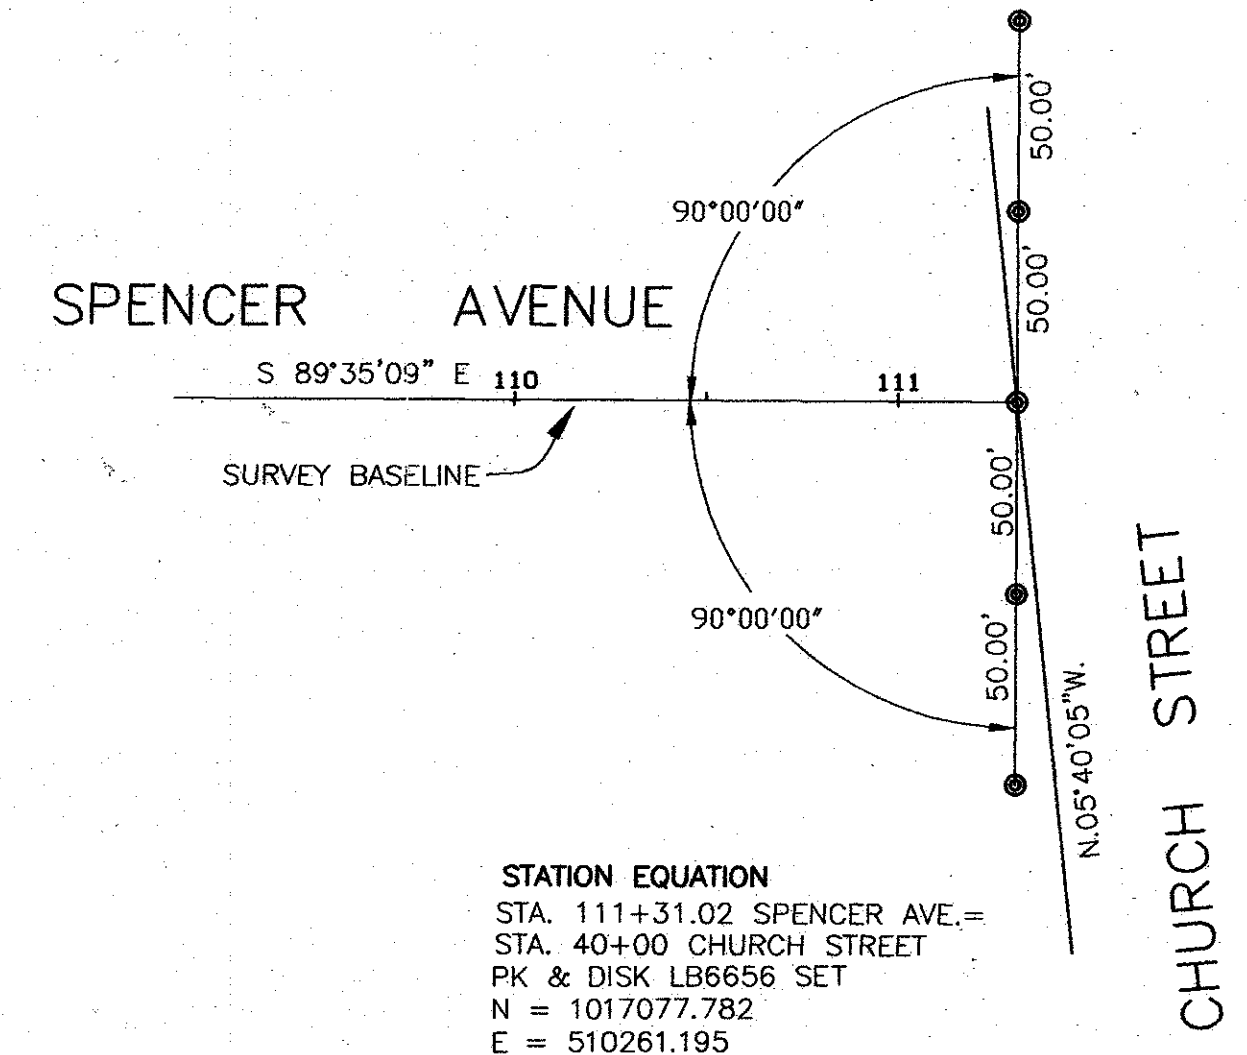 50.00'
90°00'00"
50.00'
SPENCER AVENUE
S 89°35'09" E 110
111
SURVEY BASELINE
50.00'
90°00'00"
50.00'
N.05°40'05"W.
CHURCH STREET
STATION EQUATION
STA. 111+31.02 SPENCER AVE.=
STA. 40+00 CHURCH STREET
PK & DISK LB6656 SET
N = 1017077.782
E = 510261.195